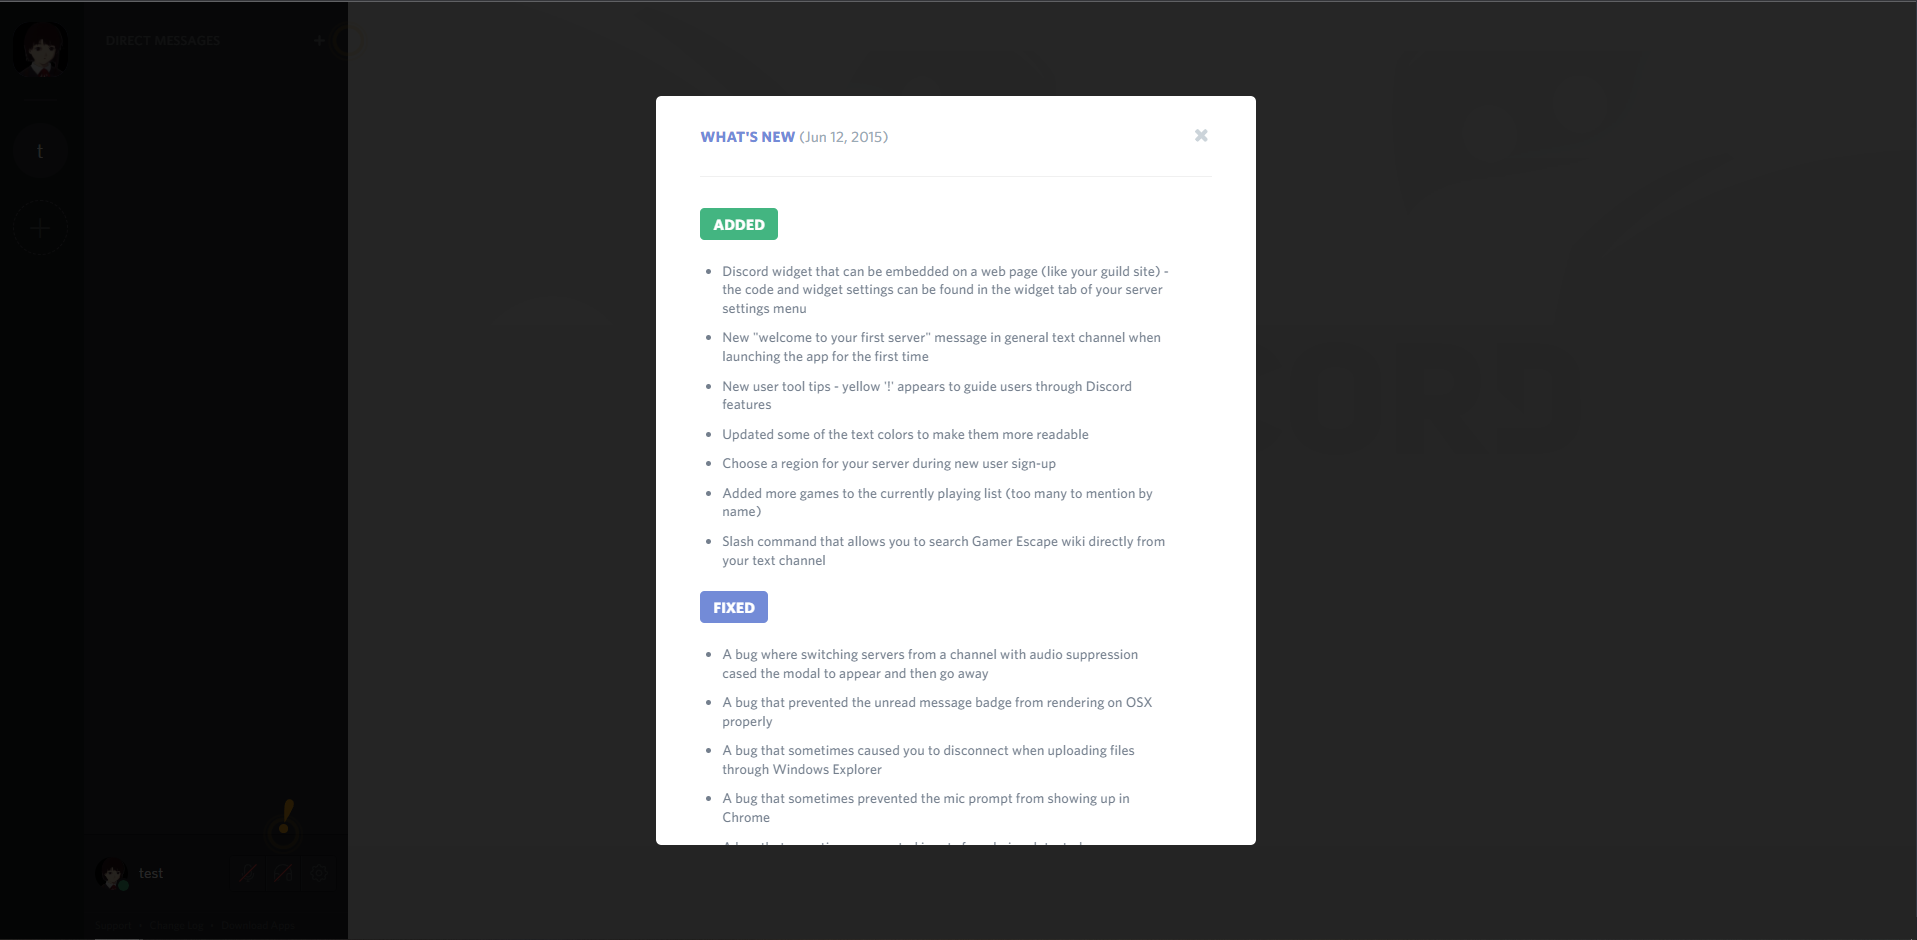 DIRECT MESSAGES +
t
WHAT'S NEW (Jun 12, 2015)
ADDED
Discord widget that can be embedded on a web page (like your guild site) -
the code and widget settings can be found in the widget tab of your server
settings menu
New "welcome to your first server" message in general text channel when
launching the app for the first time
New user tool tips - yellow '!' appears to guide users through Discord
features
Updated some of the text colors to make them more readable
Choose a region for your server during new user sign-up
Added more games to the currently playing list (too many to mention by
name)
Slash command that allows you to search Gamer Escape wiki directly from
your text channel
FIXED
A bug where switching servers from a channel with audio suppression
cased the modal to appear and then go away
A bug that prevented the unread message badge from rendering on OSX
properly
A bug that sometimes caused you to disconnect when uploading files
through Windows Explorer
A bug that sometimes prevented the mic prompt from showing up in
Chrome
test